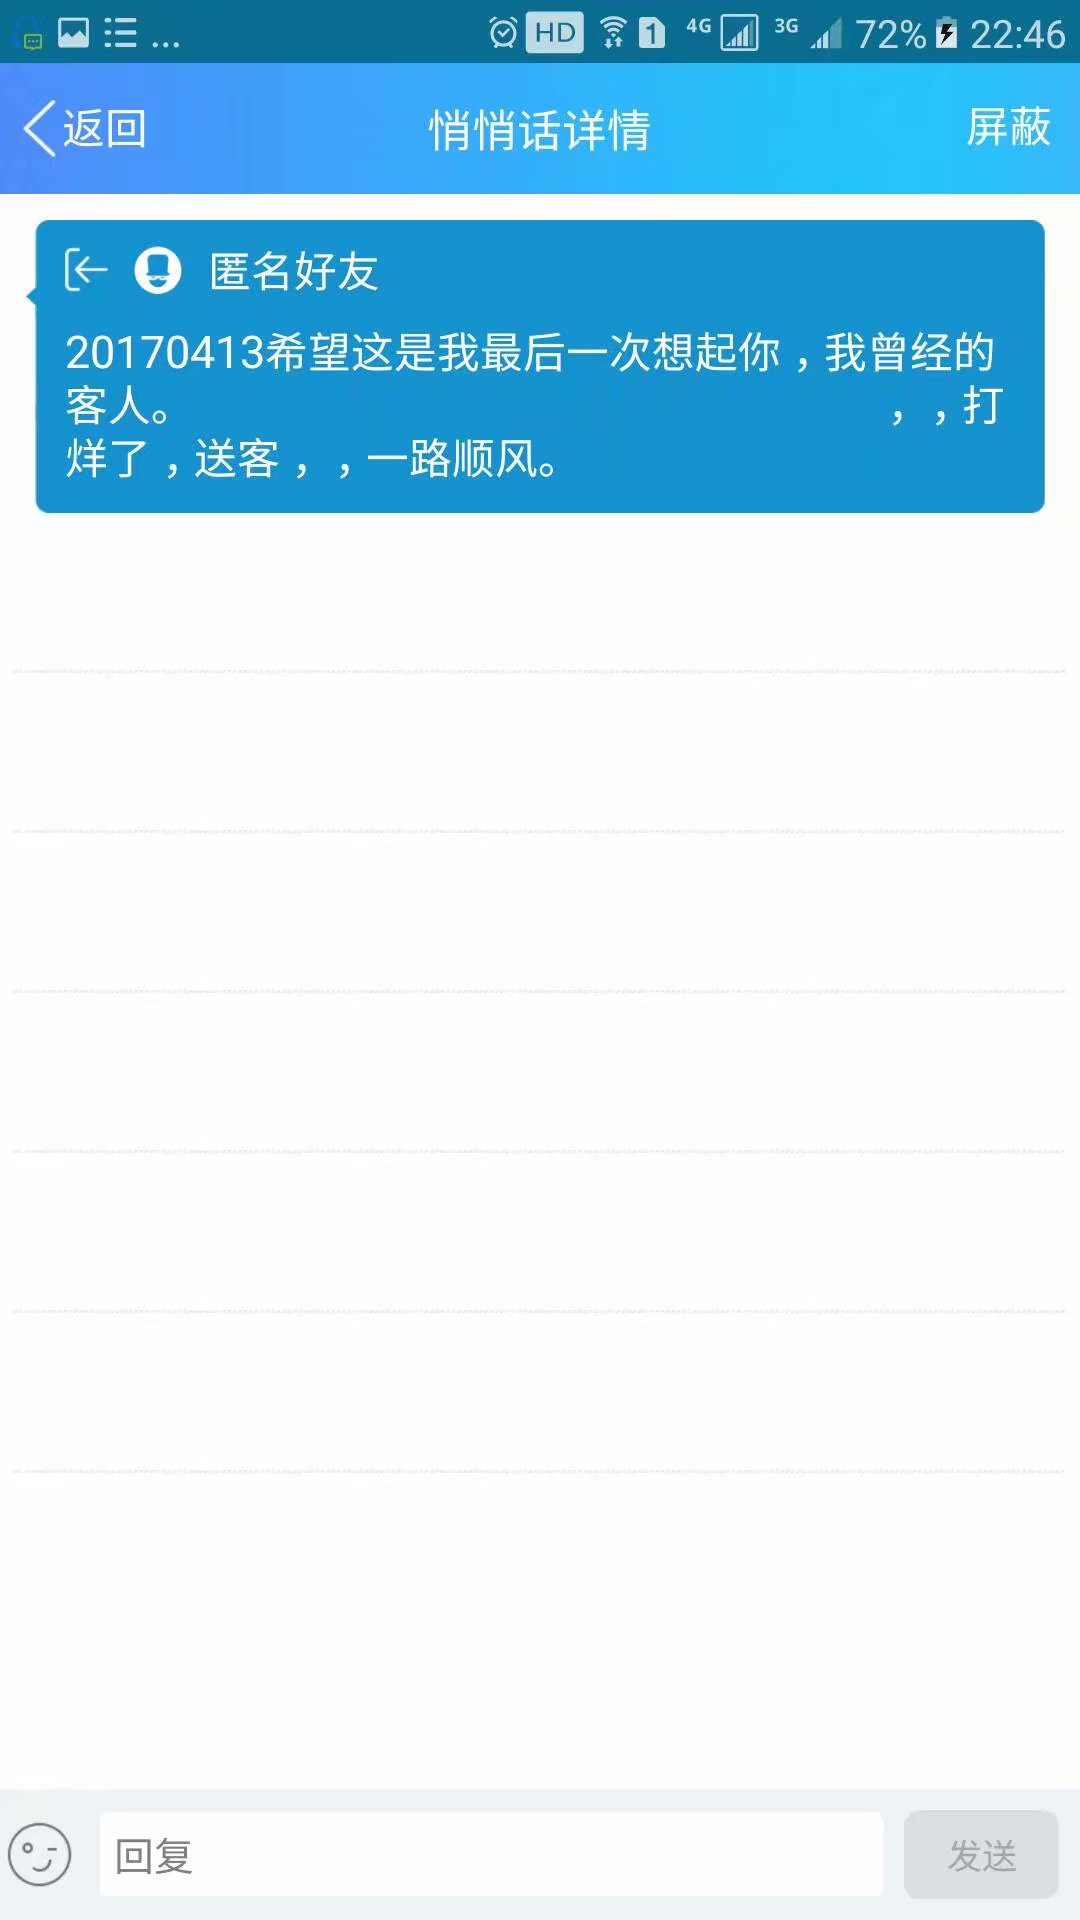 ... HD 1 4G 3G 72% 22:46
返回 悄悄话详情 屏蔽
匿名好友
20170413希望这是我最后一次想起你，我曾经的
客人。 ，，打
烊了，送客，，一路顺风。
回复 发送